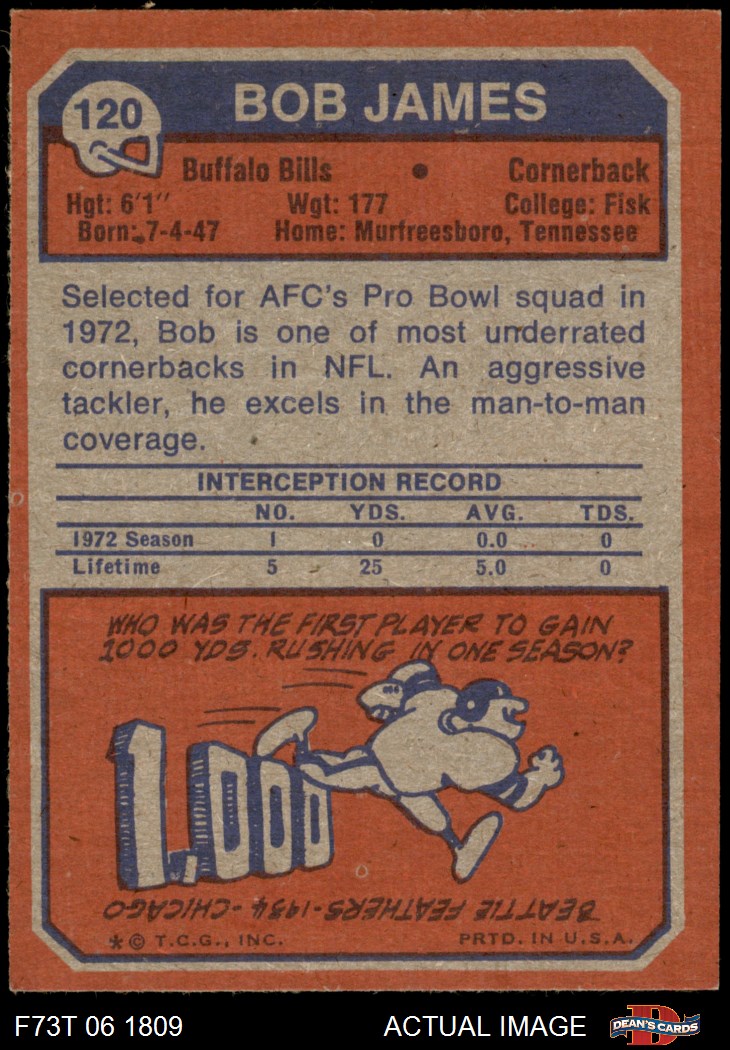 120
BOB JAMES
Buffalo Bills • Cornerback
Hgt: 6'1" Wgt: 177 College: Fisk
Born: 7-4-47 Home: Murfreesboro, Tennessee
Selected for AFC's Pro Bowl squad in
1972, Bob is one of most underrated
cornerbacks in NFL. An aggressive
tackler, he excels in the man-to-man
coverage.
INTERCEPTION RECORD
NO. YDS. AVG. TDS.
1972 Season 1 0 0.0 0
Lifetime 5 25 5.0 0
WHO WAS THE FIRST PLAYER TO GAIN
1000 YDS. RUSHING IN ONE SEASON?
1,000
BEATTIE FEATHERS-1934-CHICAGO
*© T.C.G., INC. PRTD. IN U.S.A.
F73T 06 1809 ACTUAL IMAGE D DEAN'S CARDS